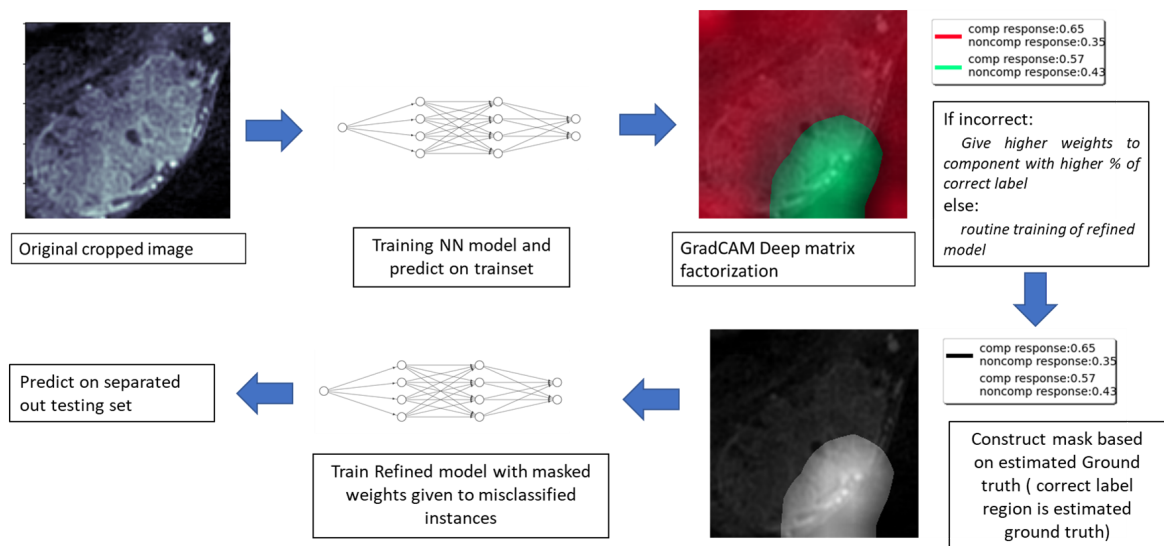 comp response:0.65
noncomp response:0.35
comp response:0.57
noncomp response:0.43
If incorrect:
Give higher weights to
component with higher % of
correct label
else:
routine training of refined
model
Original cropped image
Training NN model and
predict on trainset
GradCAM Deep matrix
factorization
comp response:0.65
noncomp response:0.35
comp response:0.57
noncomp response:0.43
Construct mask based
on estimated Ground
truth ( correct label
region is estimated
ground truth)
Train Refined model with masked
weights given to misclassified
instances
Predict on separated
out testing set